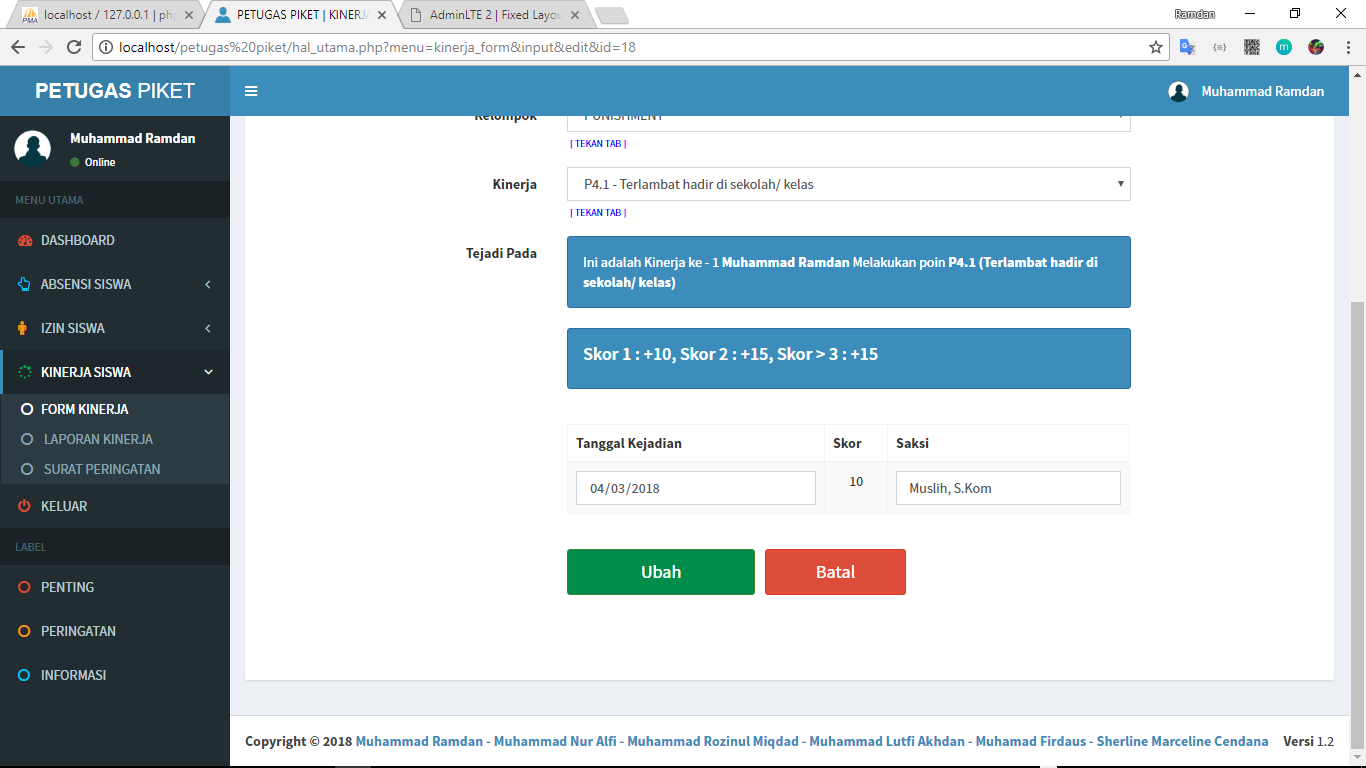 localhost / 127.0.0.1 | ph
PETUGAS PIKET | KINERJ
AdminLTE 2 | Fixed Layou
Ramdan
localhost/petugas%20piket/hal_utama.php?menu=kinerja_form&input&edit&id=18
PETUGAS PIKET
Muhammad Ramdan
Muhammad Ramdan
Online
MENU UTAMA
DASHBOARD
ABSENSI SISWA
IZIN SISWA
KINERJA SISWA
FORM KINERJA
LAPORAN KINERJA
SURAT PERINGATAN
KELUAR
LABEL
PENTING
PERINGATAN
INFORMASI
Kelompok
PUNISHMENT
[ TEKAN TAB ]
Kinerja
P4.1 - Terlambat hadir di sekolah/ kelas
[ TEKAN TAB ]
Tejadi Pada
Ini adalah Kinerja ke - 1 Muhammad Ramdan Melakukan poin P4.1 (Terlambat hadir di
sekolah/ kelas)
Skor 1 : +10, Skor 2 : +15, Skor > 3 : +15
Tanggal Kejadian Skor Saksi
04/03/2018 10 Muslih, S.Kom
Ubah Batal
Copyright © 2018 Muhammad Ramdan - Muhammad Nur Alfi - Muhammad Rozinul Miqdad - Muhammad Lutfi Akhdan - Muhamad Firdaus - Sherline Marceline Cendana Versi 1.2